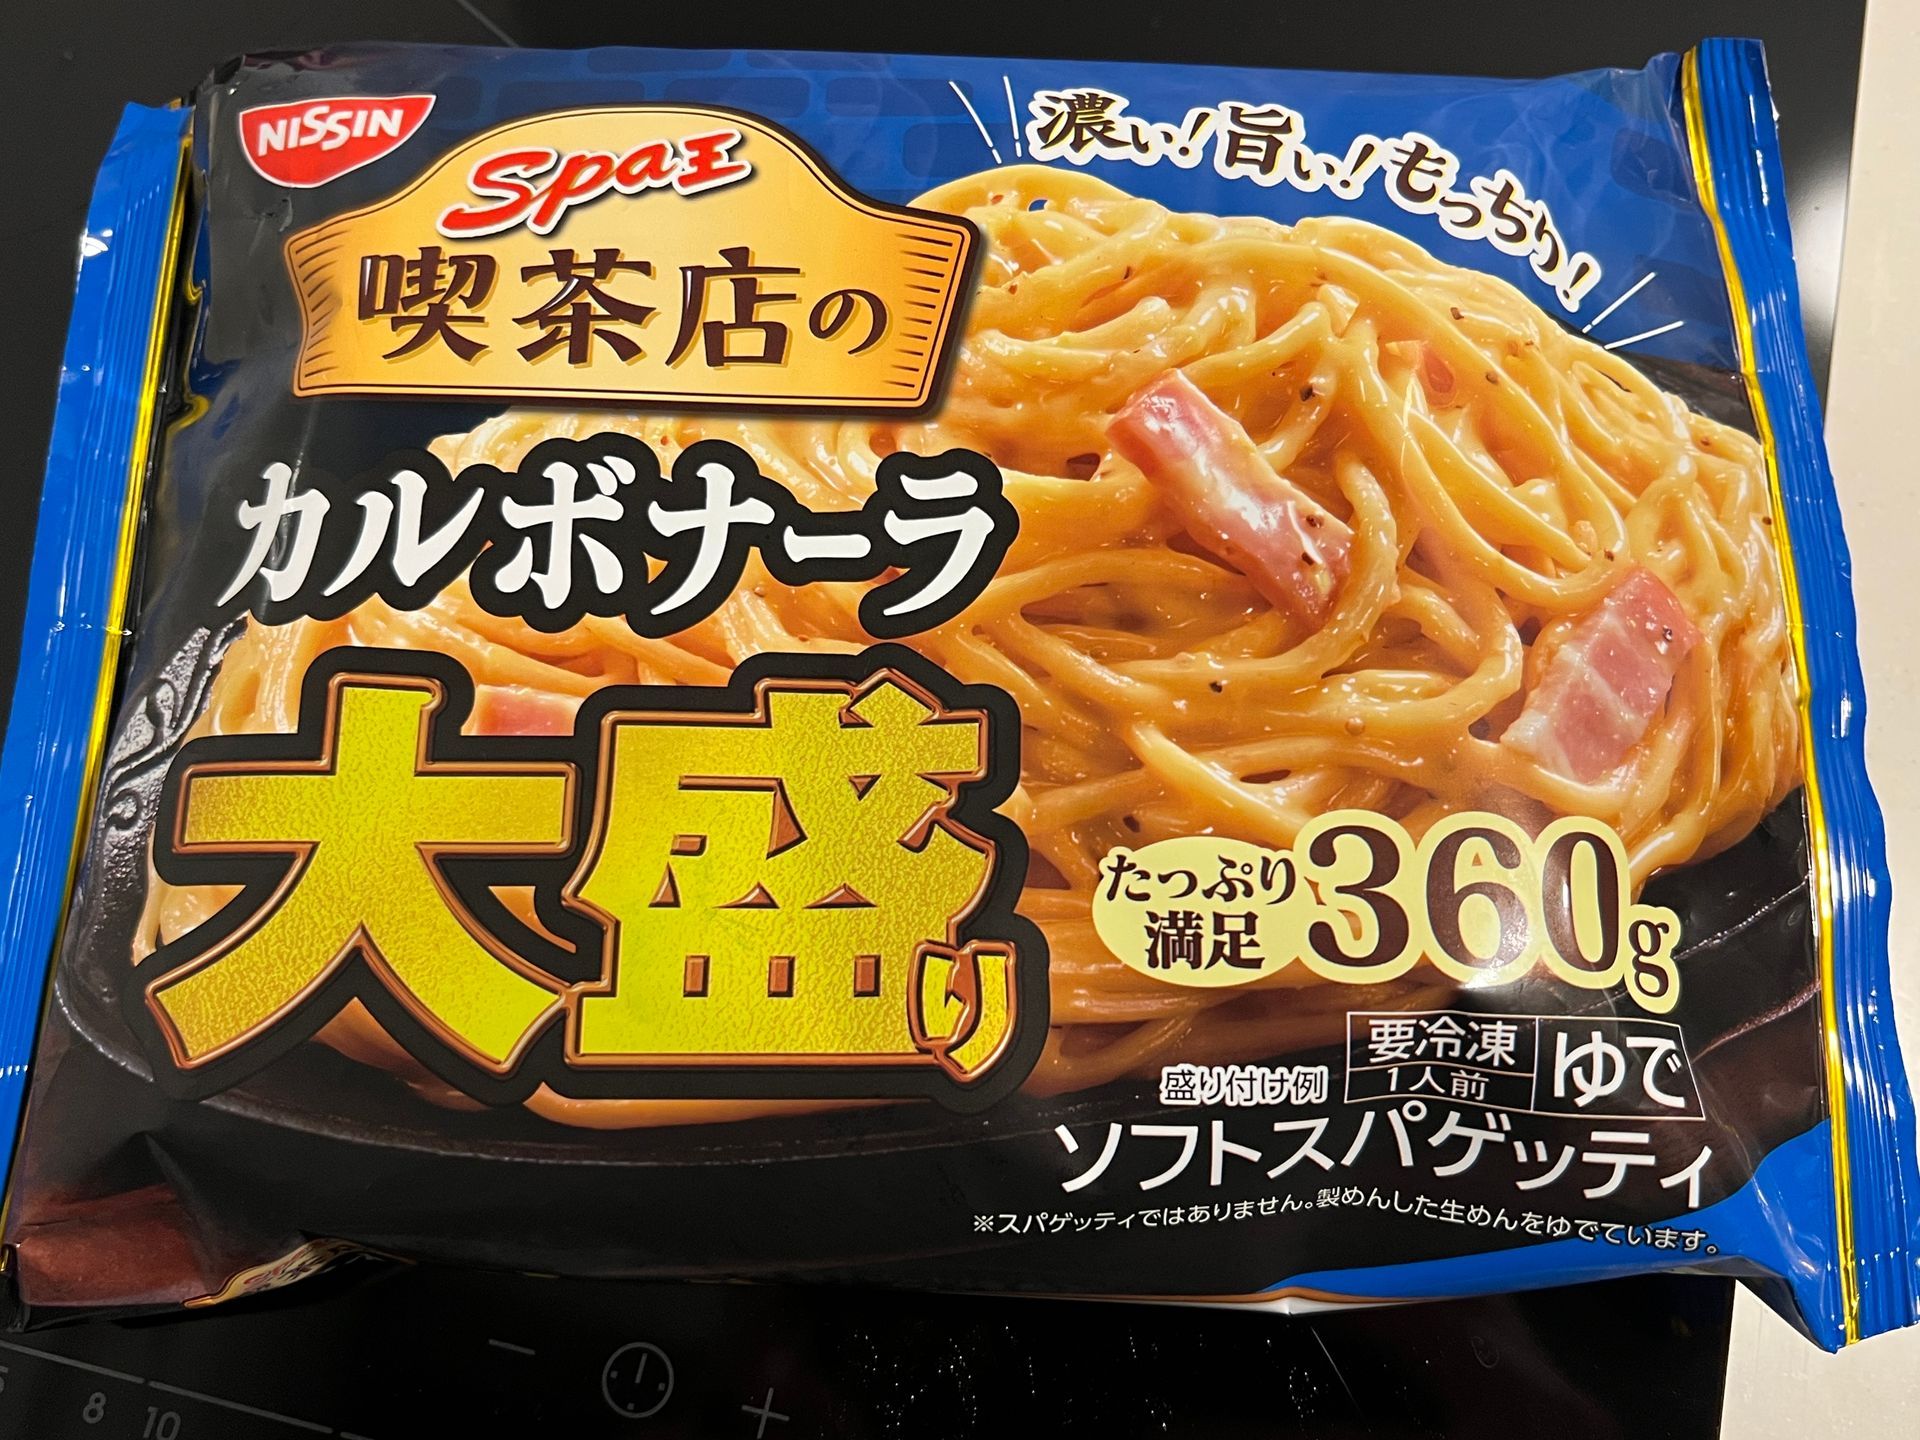 NISSIN
Spa王
喫茶店の
濃い!旨い!もっちり!
カルボナーラ
大盛り
たっぷり
満足
360g
盛り付け例
要冷凍
1人前
ゆで
ソフトスパゲッティ
※スパゲッティではありません。製めんした生めんをゆでています。
8 10